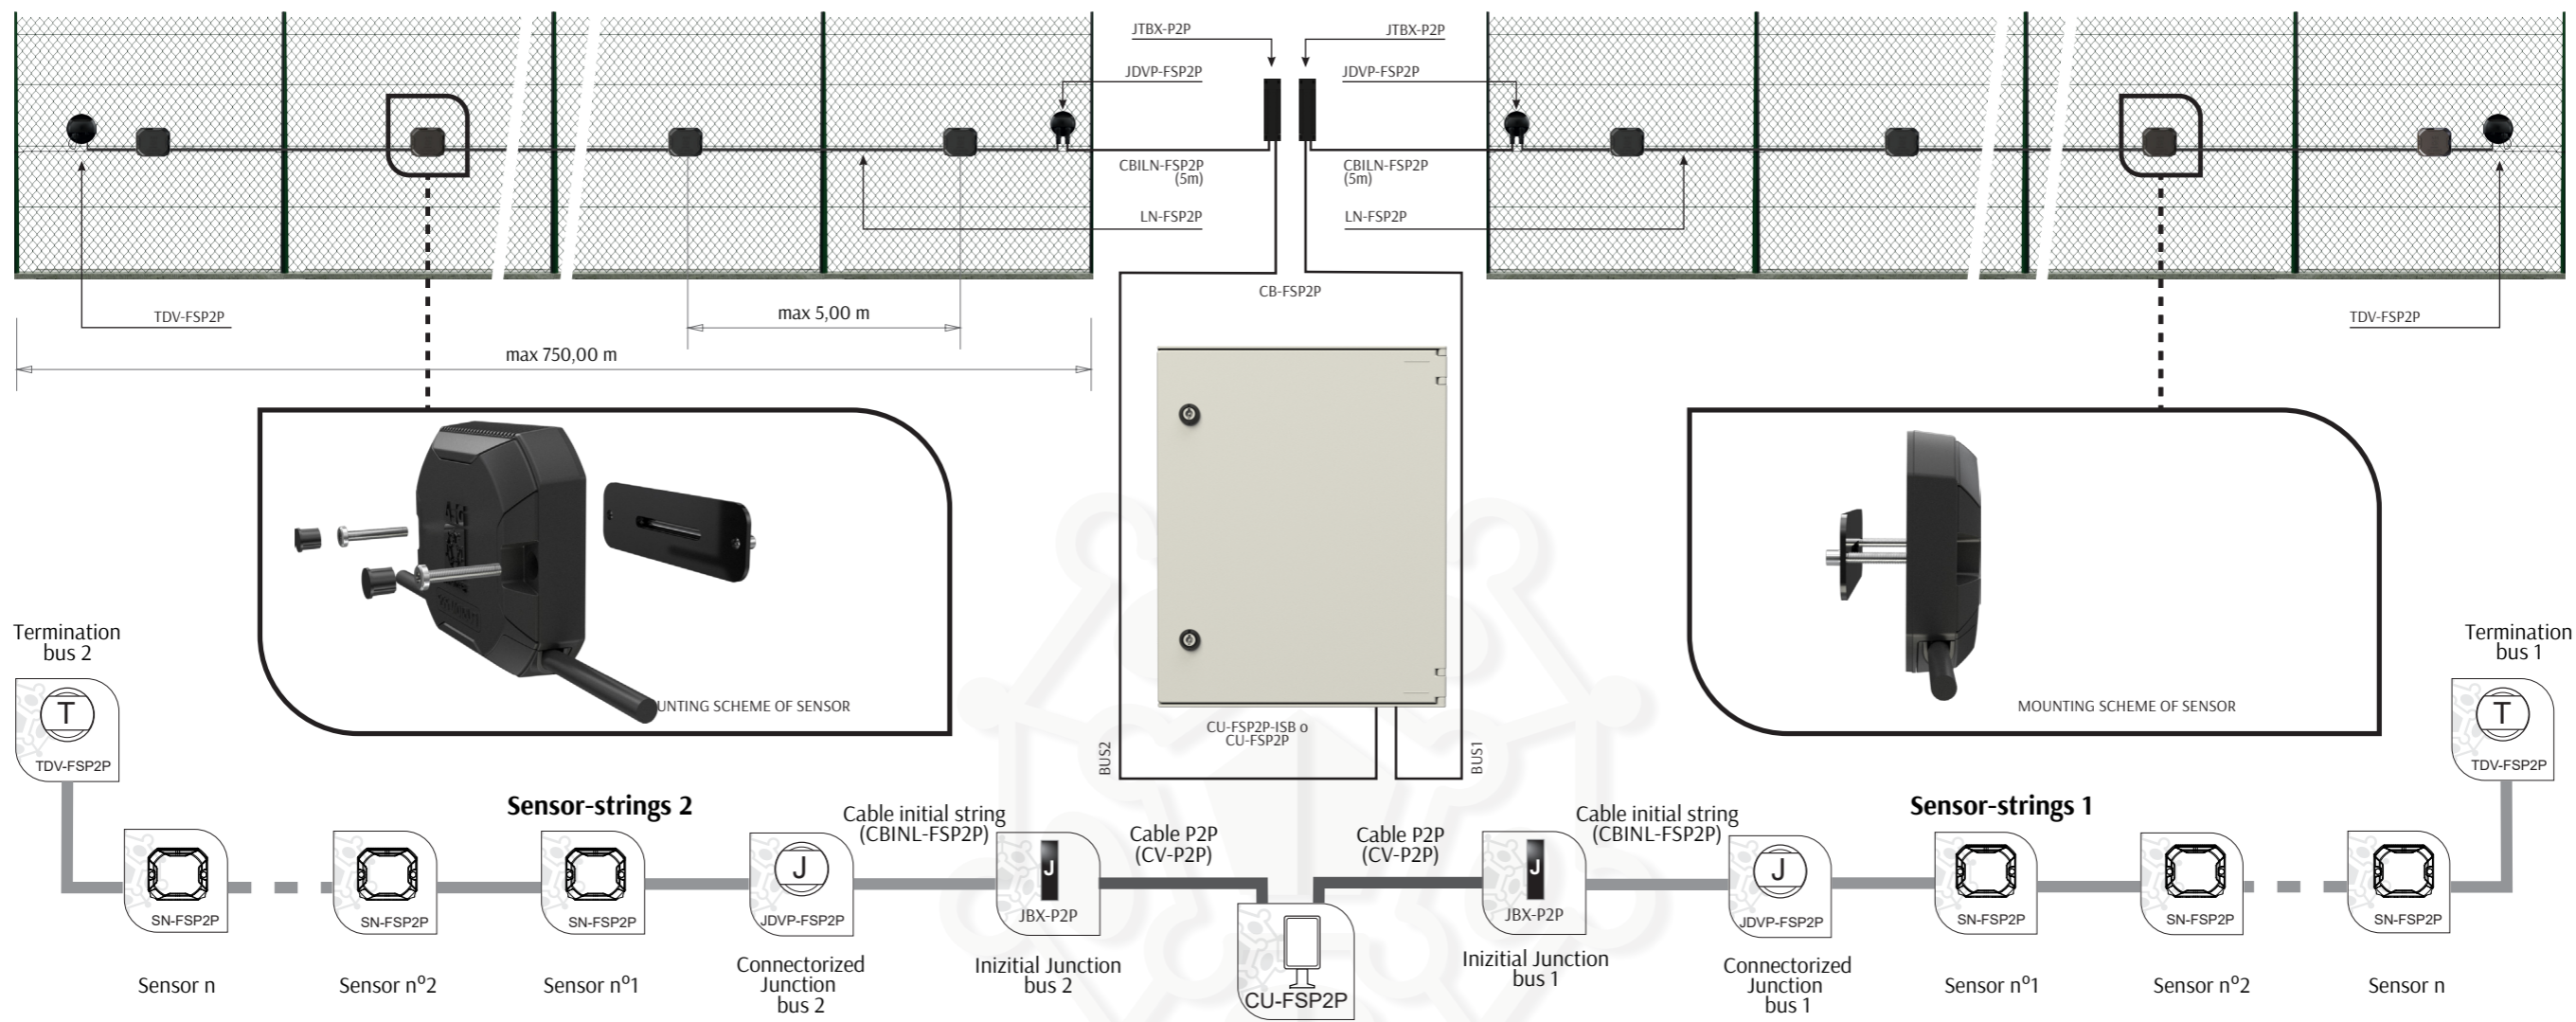 JTBX-P2P
JTBX-P2P
JDVP-FSP2P
JDVP-FSP2P
CBILN-FSP2P
(5m)
CBILN-FSP2P
(5m)
LN-FSP2P
LN-FSP2P
CB-FSP2P
TDV-FSP2P
max 5,00 m
TDV-FSP2P
max 750,00 m
UNTING SCHEME OF SENSOR
MOUNTING SCHEME OF SENSOR
CU-FSP2P-ISB o
CU-FSP2P
BUS2
BUS1
Termination
bus 2
T
TDV-FSP2P
Termination
bus 1
T
TDV-FSP2P
Sensor-strings 2
Sensor-strings 1
Cable initial string
(CBINL-FSP2P)
Cable P2P
(CV-P2P)
Cable P2P
(CV-P2P)
Cable initial string
(CBINL-FSP2P)
SN-FSP2P
SN-FSP2P
SN-FSP2P
J
JDVP-FSP2P
J
JBX-P2P
CU-FSP2P
J
JBX-P2P
J
JDVP-FSP2P
SN-FSP2P
SN-FSP2P
SN-FSP2P
Sensor n
Sensor nº2
Sensor nº1
Connectorized
Junction
bus 2
Inizitial Junction
bus 2
Inizitial Junction
bus 1
Connectorized
Junction
bus 1
Sensor nº1
Sensor nº2
Sensor n